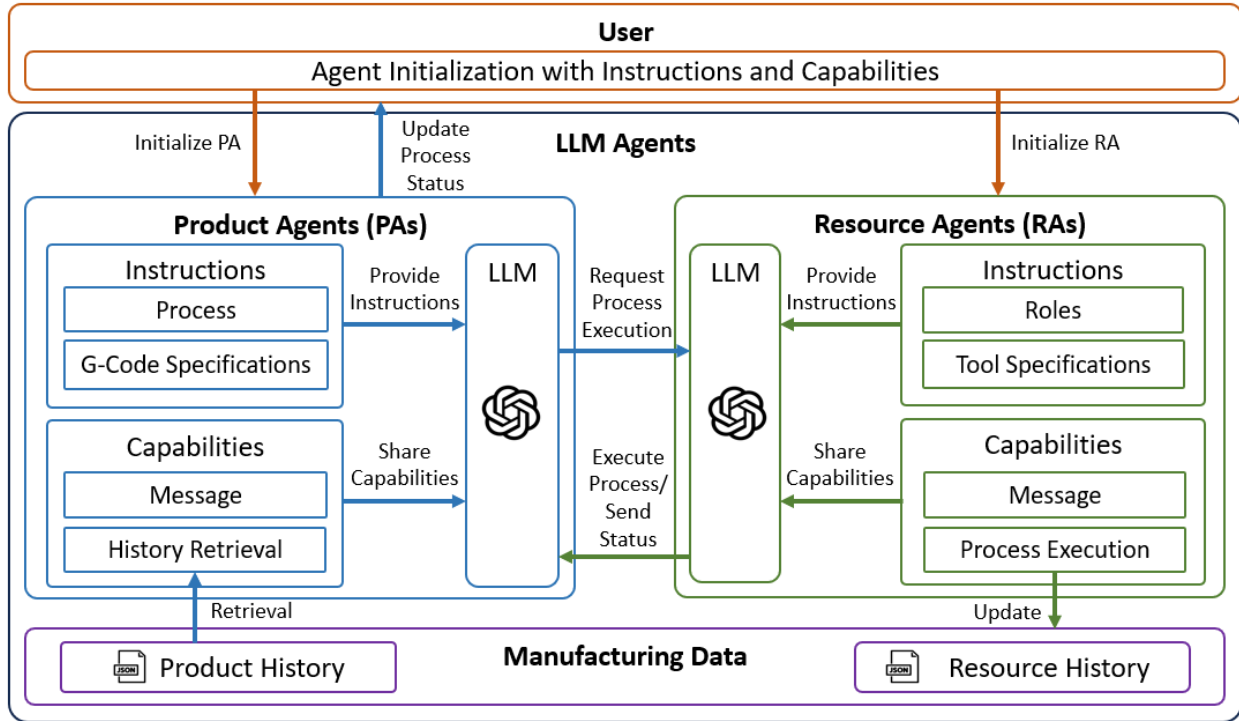 User
Agent Initialization with Instructions and Capabilities
Initialize PA
Update
Process
Status
LLM Agents
Initialize RA
Product Agents (PAs)
Instructions
Process
G-Code Specifications
Provide
Instructions
LLM
Capabilities
Message
History Retrieval
Share
Capabilities
Request
Process
Execution
Execute
Process/
Send
Status
Resource Agents (RAs)
LLM
Provide
Instructions
Instructions
Roles
Tool Specifications
Share
Capabilities
Capabilities
Message
Process Execution
Retrieval
Update
Manufacturing Data
JSON
Product History
JSON
Resource History